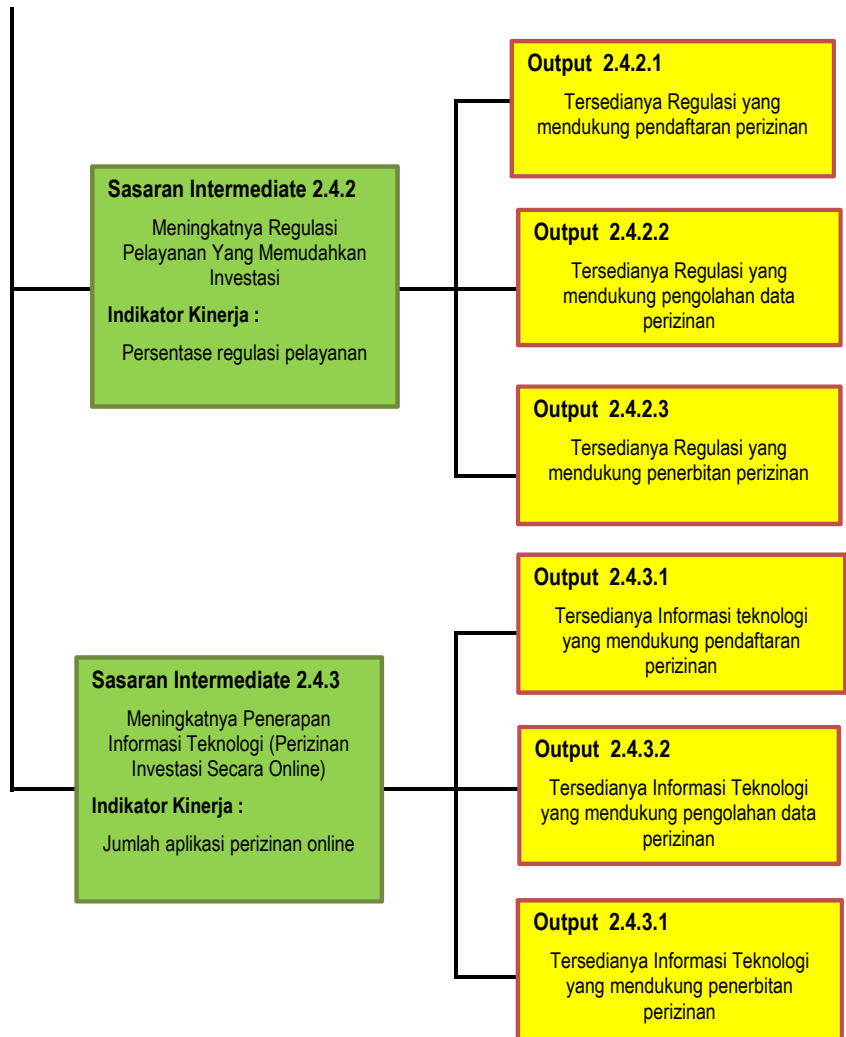 Sasaran Intermediate 2.4.2
Meningkatnya Regulasi
Pelayanan Yang Memudahkan
Investasi
Indikator Kinerja :
Persentase regulasi pelayanan
Output 2.4.2.1
Tersedianya Regulasi yang
mendukung pendaftaran perizinan
Output 2.4.2.2
Tersedianya Regulasi yang
mendukung pengolahan data
perizinan
Output 2.4.2.3
Tersedianya Regulasi yang
mendukung penerbitan perizinan
Sasaran Intermediate 2.4.3
Meningkatnya Penerapan
Informasi Teknologi (Perizinan
Investasi Secara Online)
Indikator Kinerja :
Jumlah aplikasi perizinan online
Output 2.4.3.1
Tersedianya Informasi teknologi
yang mendukung pendaftaran
perizinan
Output 2.4.3.2
Tersedianya Informasi Teknologi
yang mendukung pengolahan data
perizinan
Output 2.4.3.1
Tersedianya Informasi Teknologi
yang mendukung penerbitan
perizinan